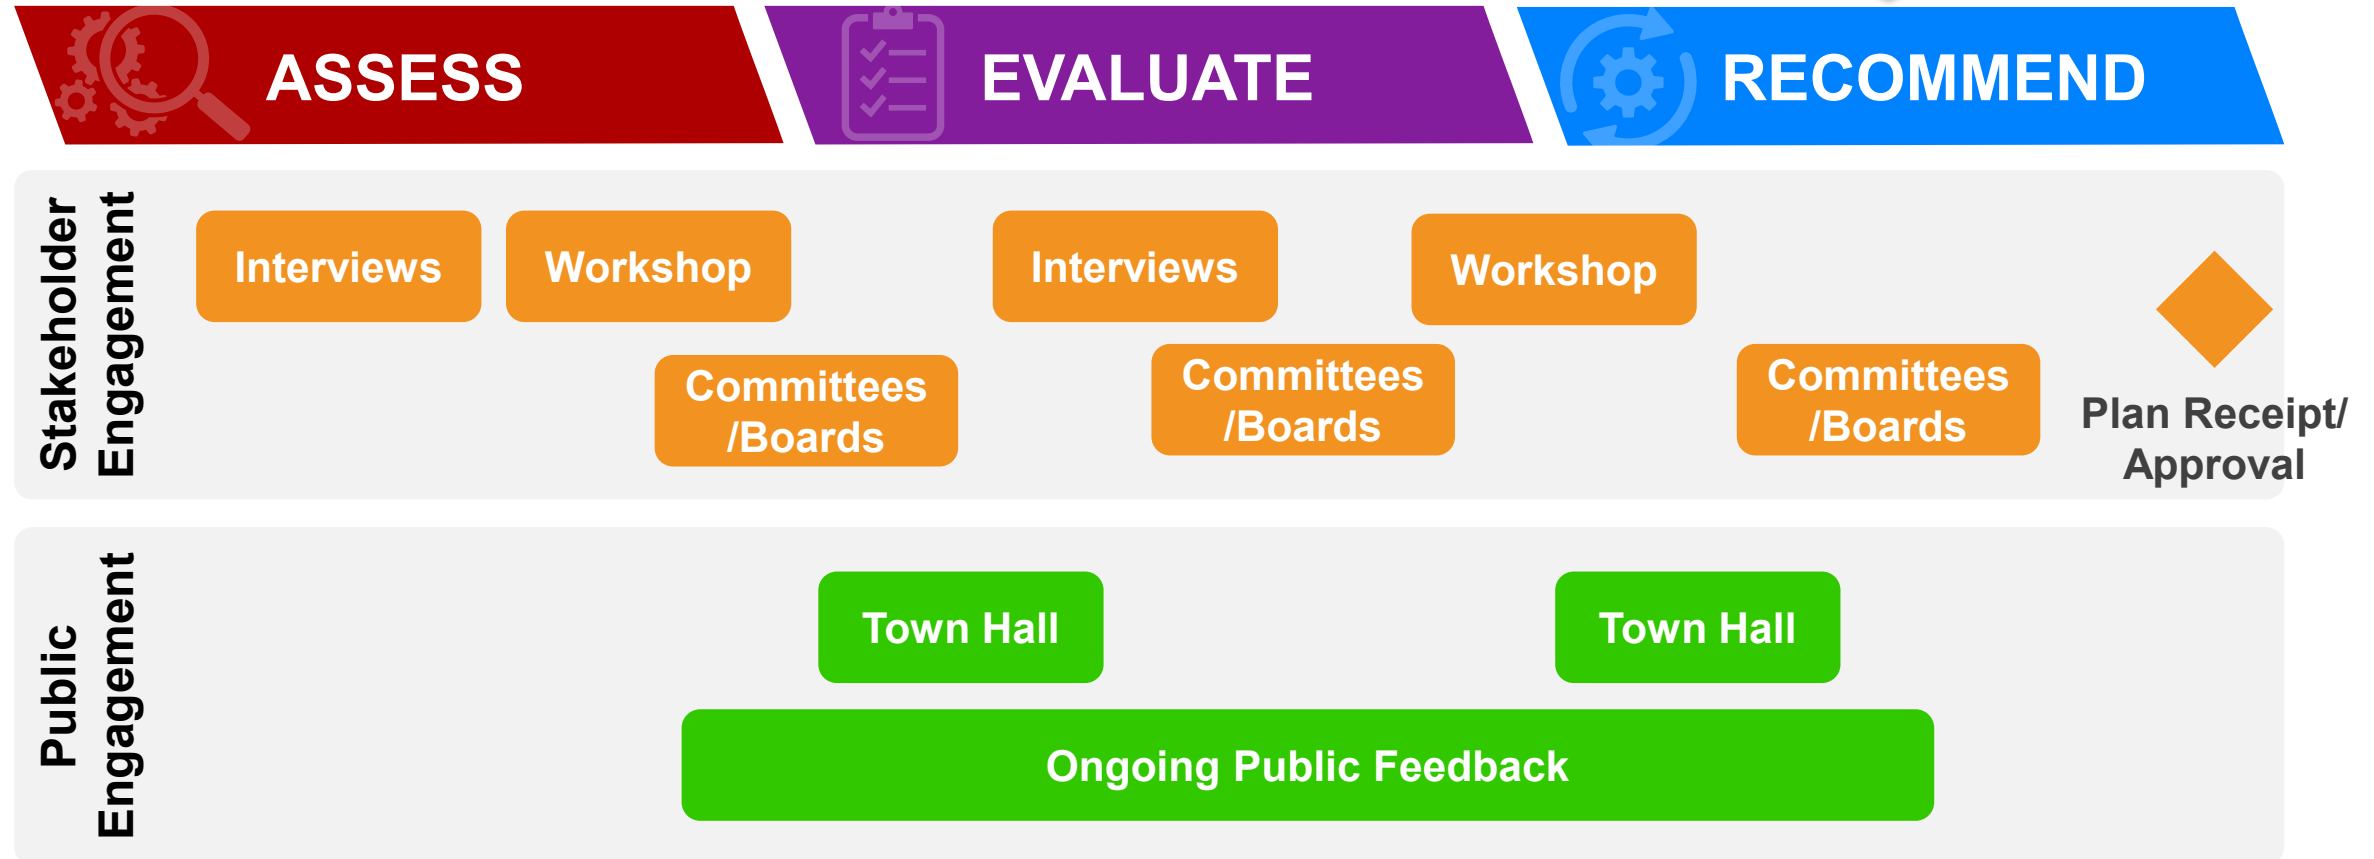 ASSESS
EVALUATE
RECOMMEND
Stakeholder
Engagement
Interviews
Workshop
Interviews
Workshop
Committees
/Boards
Committees
/Boards
Committees
/Boards
Plan Receipt/
Approval
Public
Engagement
Town Hall
Town Hall
Ongoing Public Feedback